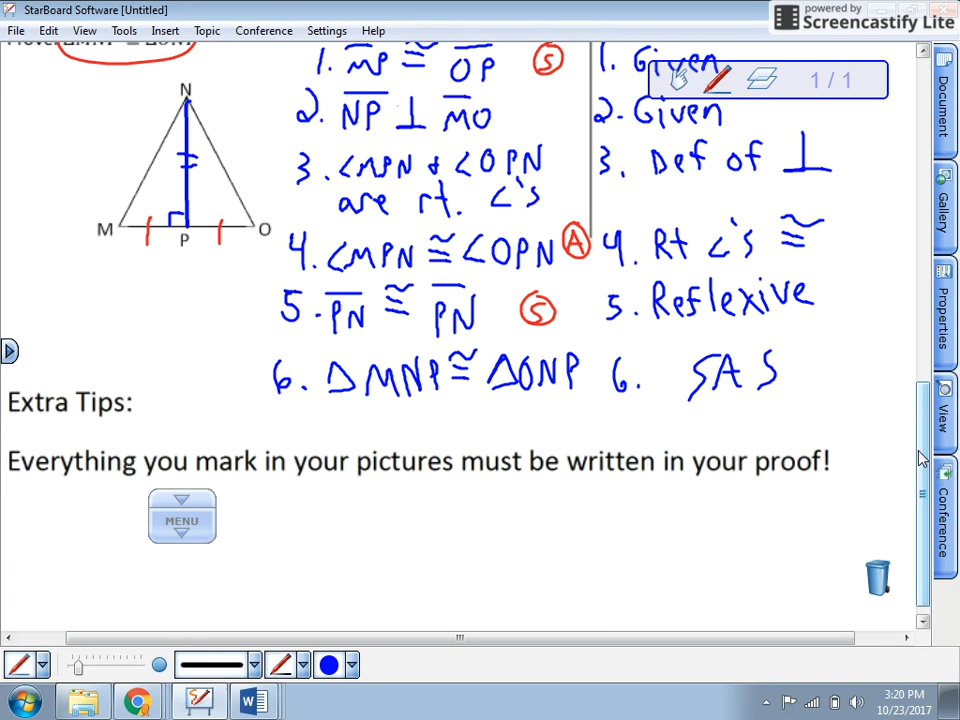 StarBoard Software [Untitled]
powered by
Screencastify Lite
File Edit View Insert Tools Topic Conference Settings Help
1. MP ≅ OP S 1. Given
1 / 1
2. NP ⊥ MO 2. Given
3. ∠MPN & ∠OPN 3. Def of ⊥
are rt. ∠'s
4. ∠MPN ≅ ∠OPN A 4. Rt ∠'s ≅
5. PN ≅ PN S 5. Reflexive
6. △MNP ≅ △ONP 6. SAS
N
M P O
Extra Tips:
Everything you mark in your pictures must be written in your proof!
MENU
Document
Gallery
Properties
View
Conference
3:20 PM
10/23/2017